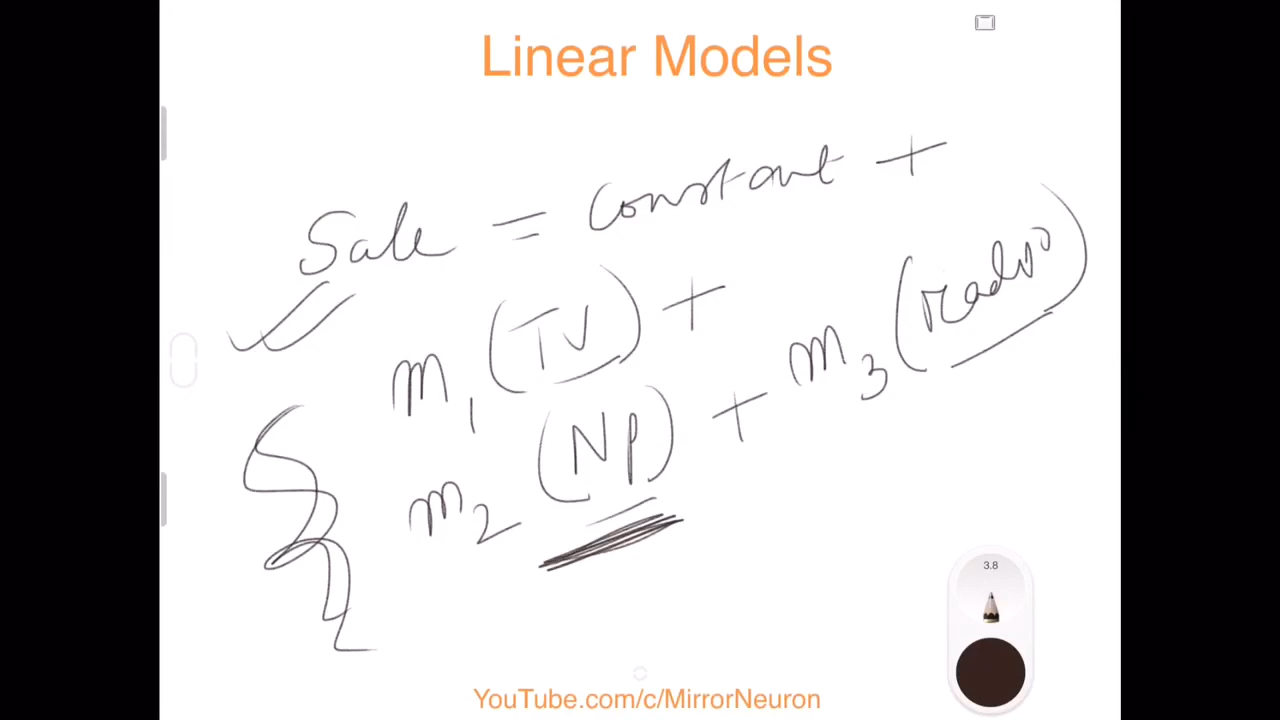 Linear Models
Sale = Constant +
m1 (TV) +
m2 (NP) + m3 (radio)
3.8
YouTube.com/c/MirrorNeuron